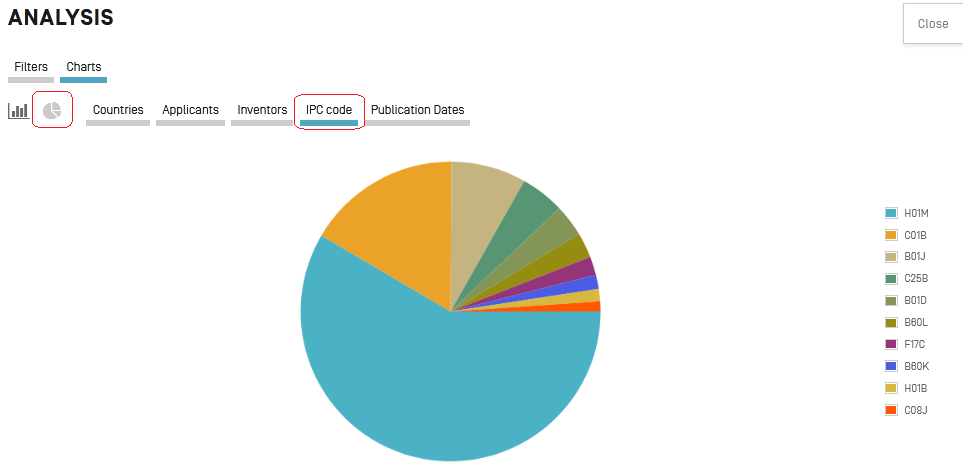 ANALYSIS
Close
Filters Charts
Countries Applicants Inventors IPC code Publication Dates
H01M
C01B
B01J
C25B
B01D
B60L
F17C
B60K
H01B
C08J